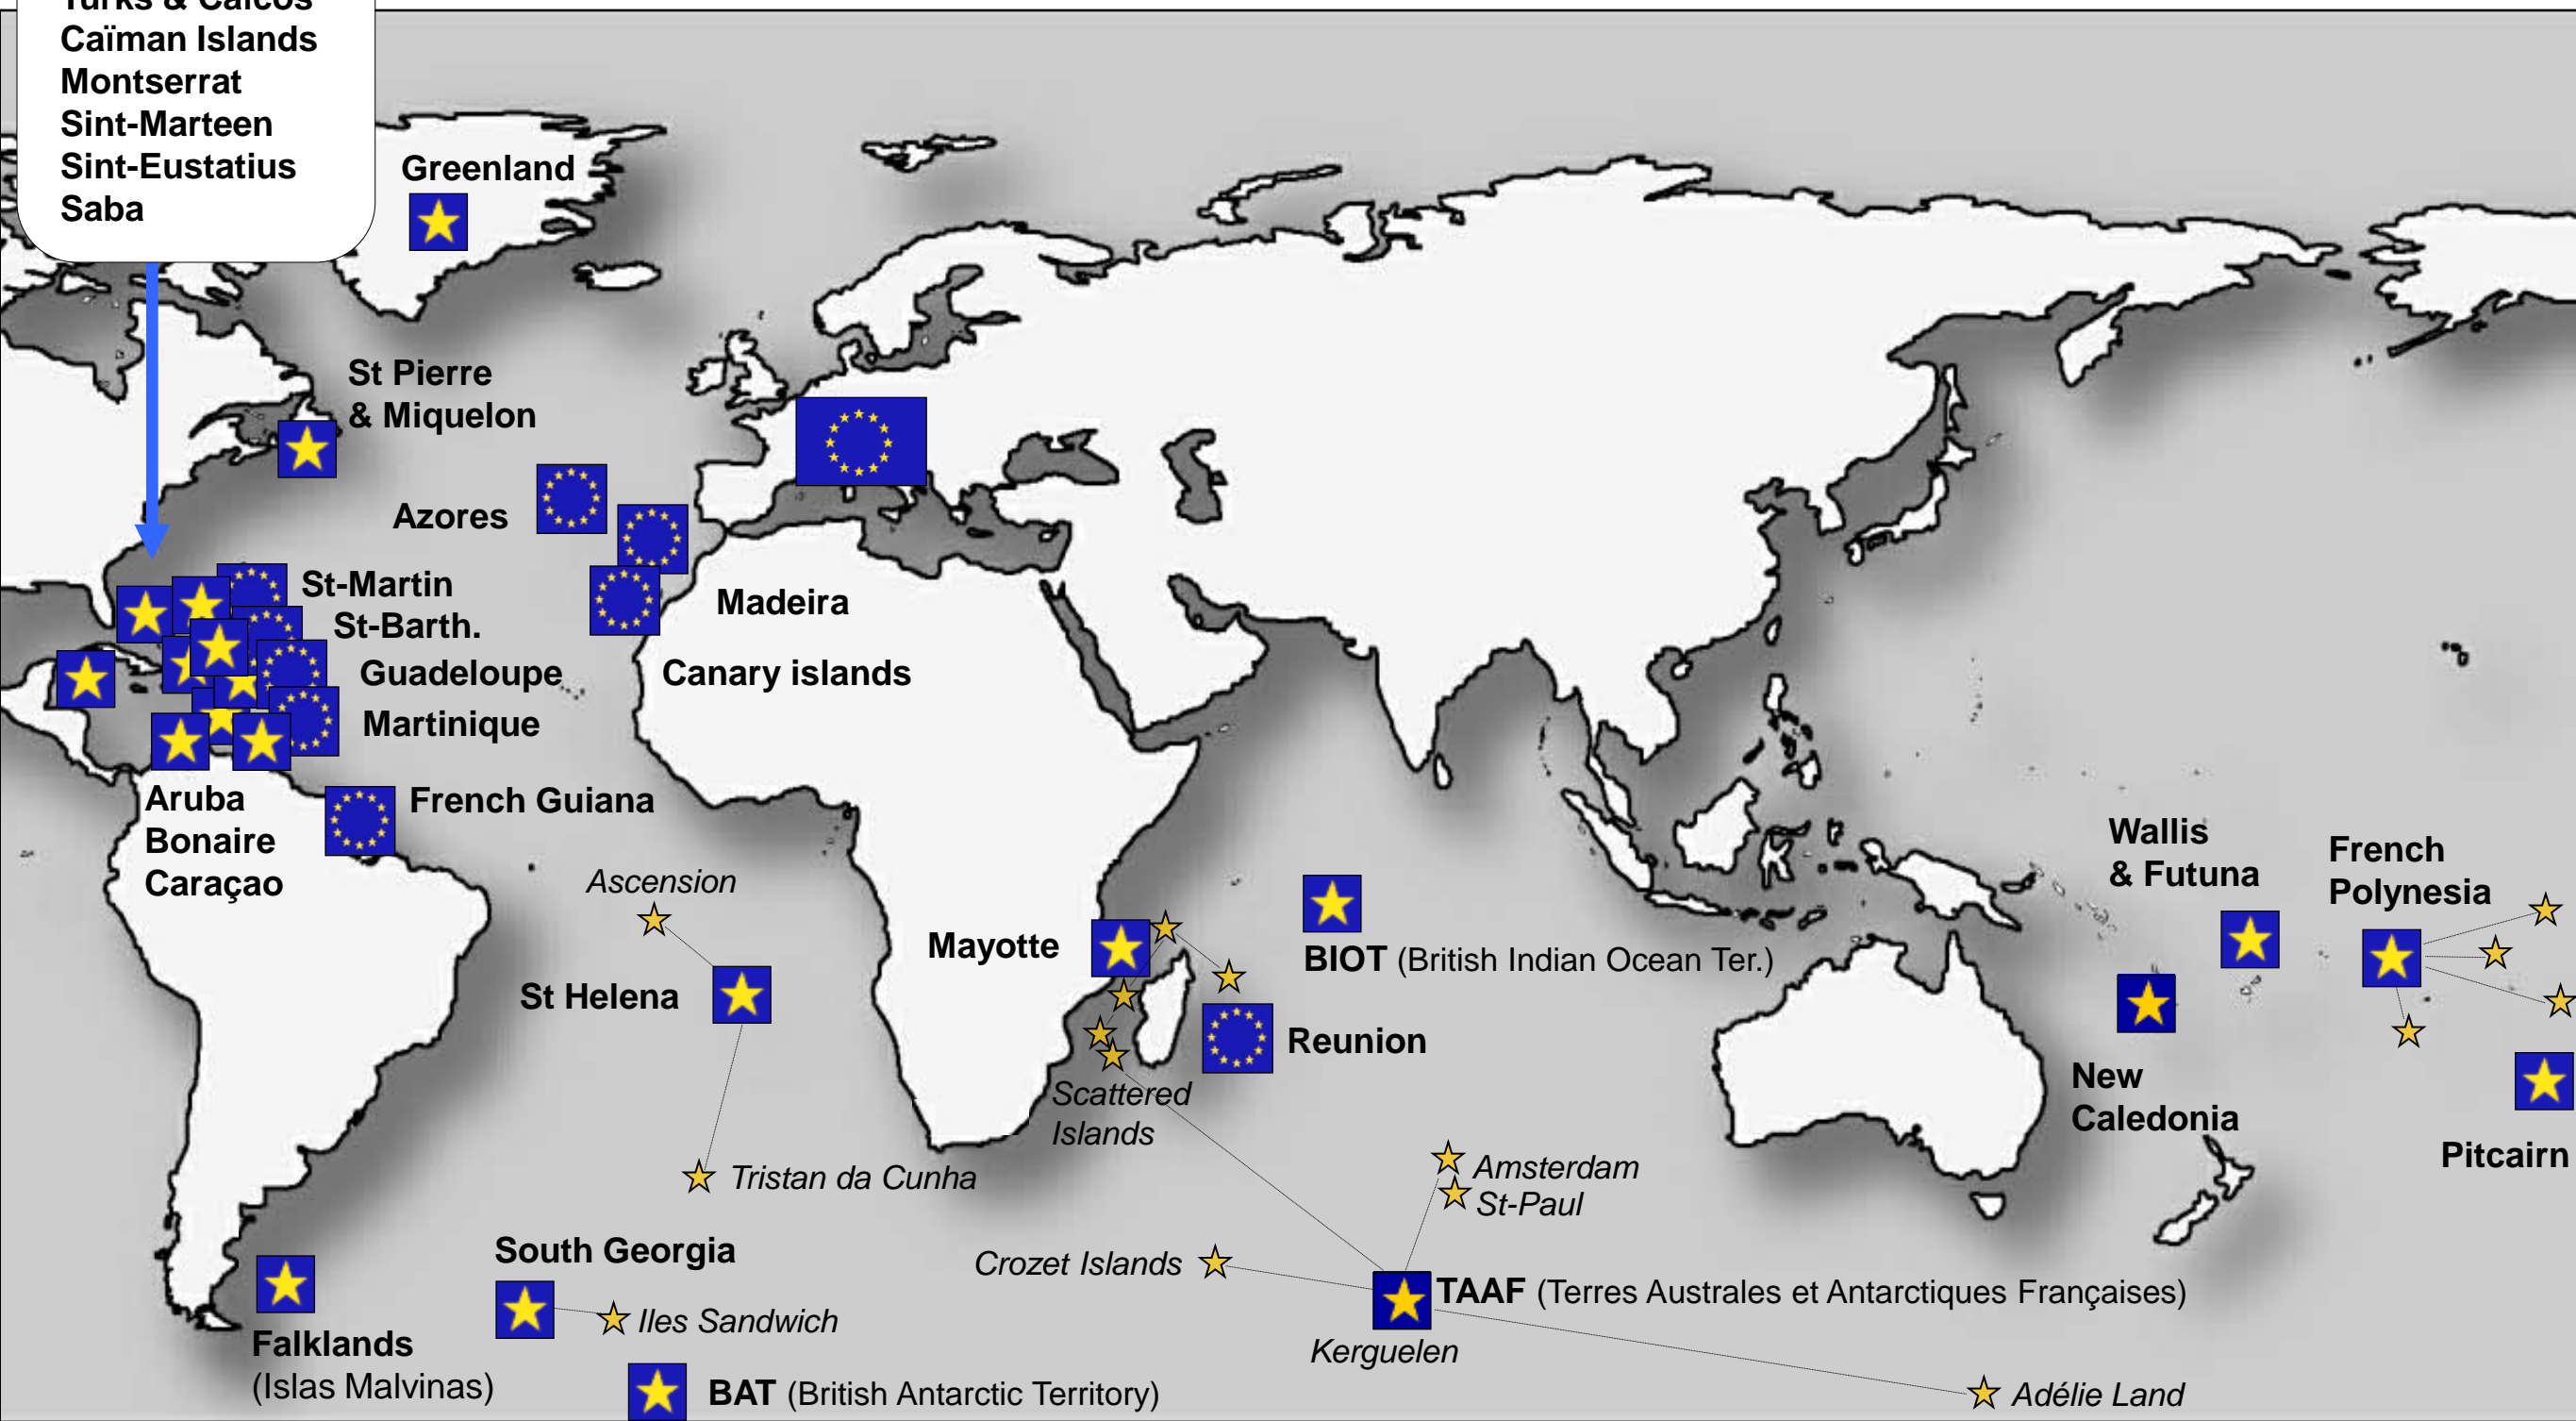 Turks & Caïcos
Caïman Islands
Montserrat
Sint-Marteen
Sint-Eustatius
Saba
Greenland
St Pierre
& Miquelon
Azores
St-Martin
St-Barth.
Guadeloupe
Martinique
Madeira
Canary islands
Aruba
Bonaire
Caraçao
French Guiana
Ascension
St Helena
Tristan da Cunha
Mayotte
BIOT (British Indian Ocean Ter.)
Reunion
Scattered
Islands
Wallis
& Futuna
French
Polynesia
New
Caledonia
Pitcairn
Amsterdam
St-Paul
Crozet Islands
TAAF (Terres Australes et Antarctiques Françaises)
Kerguelen
Adélie Land
South Georgia
Iles Sandwich
Falklands
(Islas Malvinas)
BAT (British Antarctic Territory)